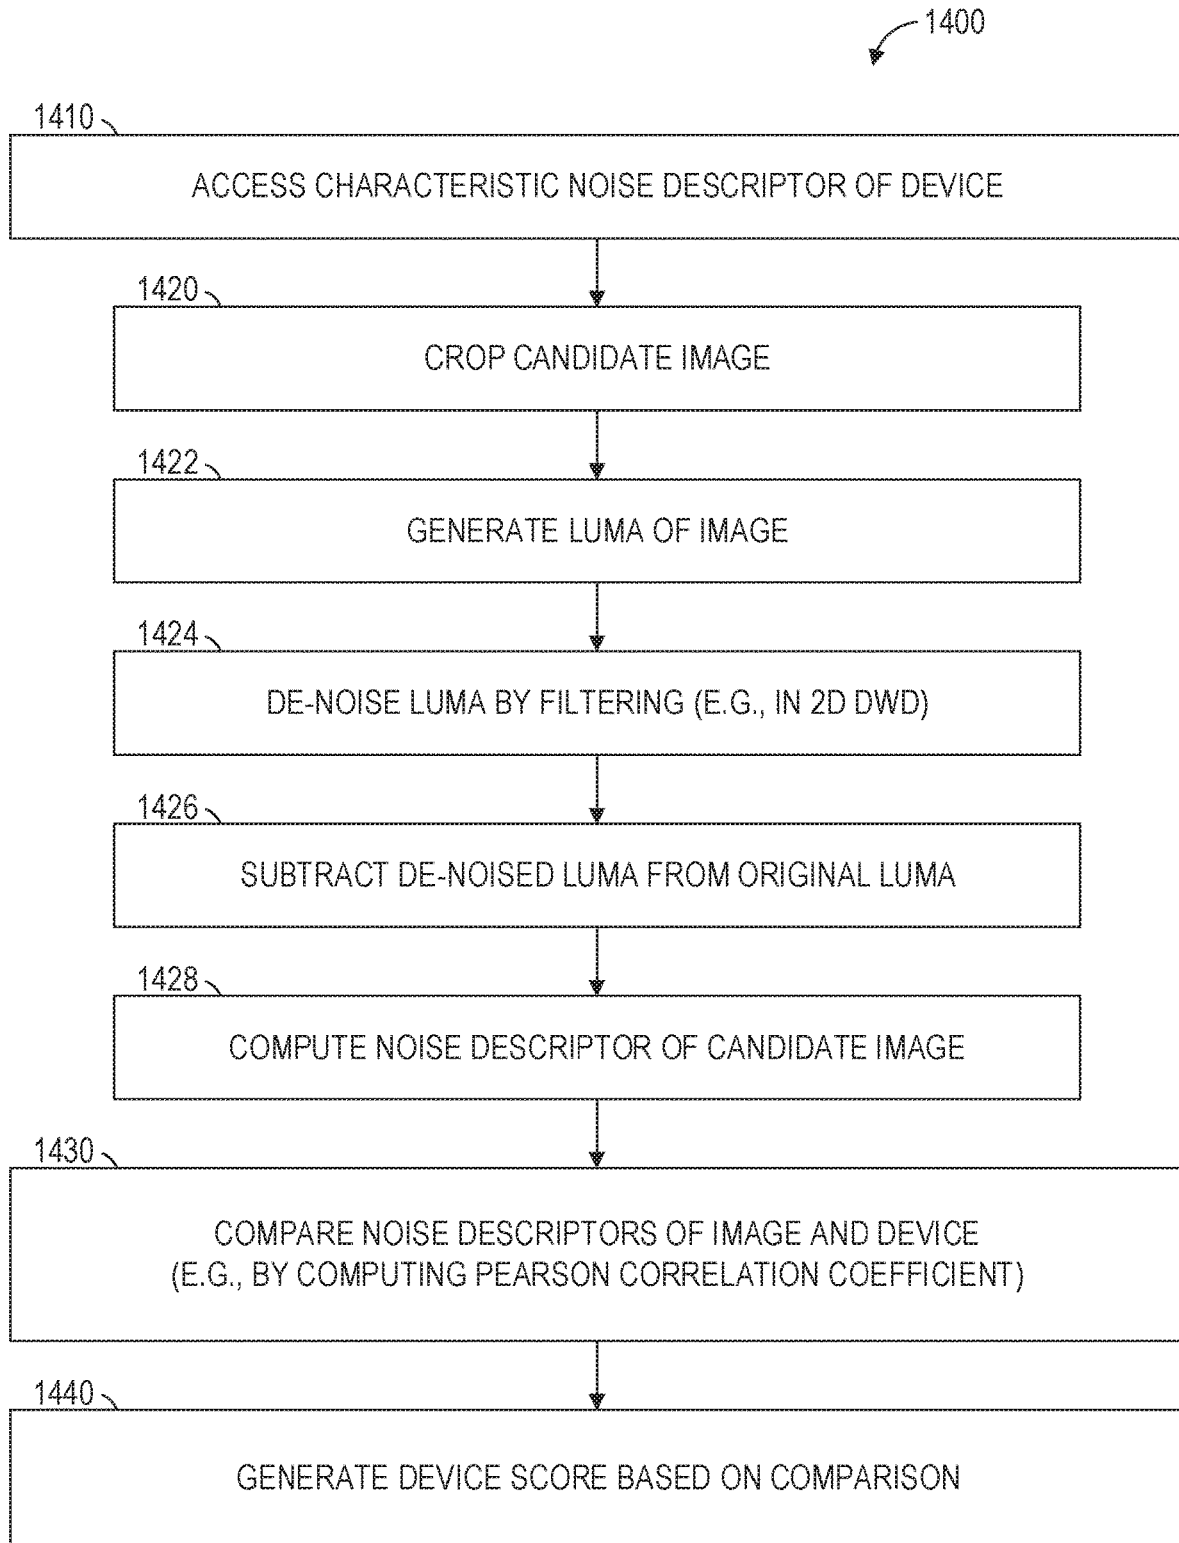 1400
1410
ACCESS CHARACTERISTIC NOISE DESCRIPTOR OF DEVICE
1420
CROP CANDIDATE IMAGE
1422
GENERATE LUMA OF IMAGE
1424
DE-NOISE LUMA BY FILTERING (E.G., IN 2D DWD)
1426
SUBTRACT DE-NOISED LUMA FROM ORIGINAL LUMA
1428
COMPUTE NOISE DESCRIPTOR OF CANDIDATE IMAGE
1430
COMPARE NOISE DESCRIPTORS OF IMAGE AND DEVICE
(E.G., BY COMPUTING PEARSON CORRELATION COEFFICIENT)
1440
GENERATE DEVICE SCORE BASED ON COMPARISON